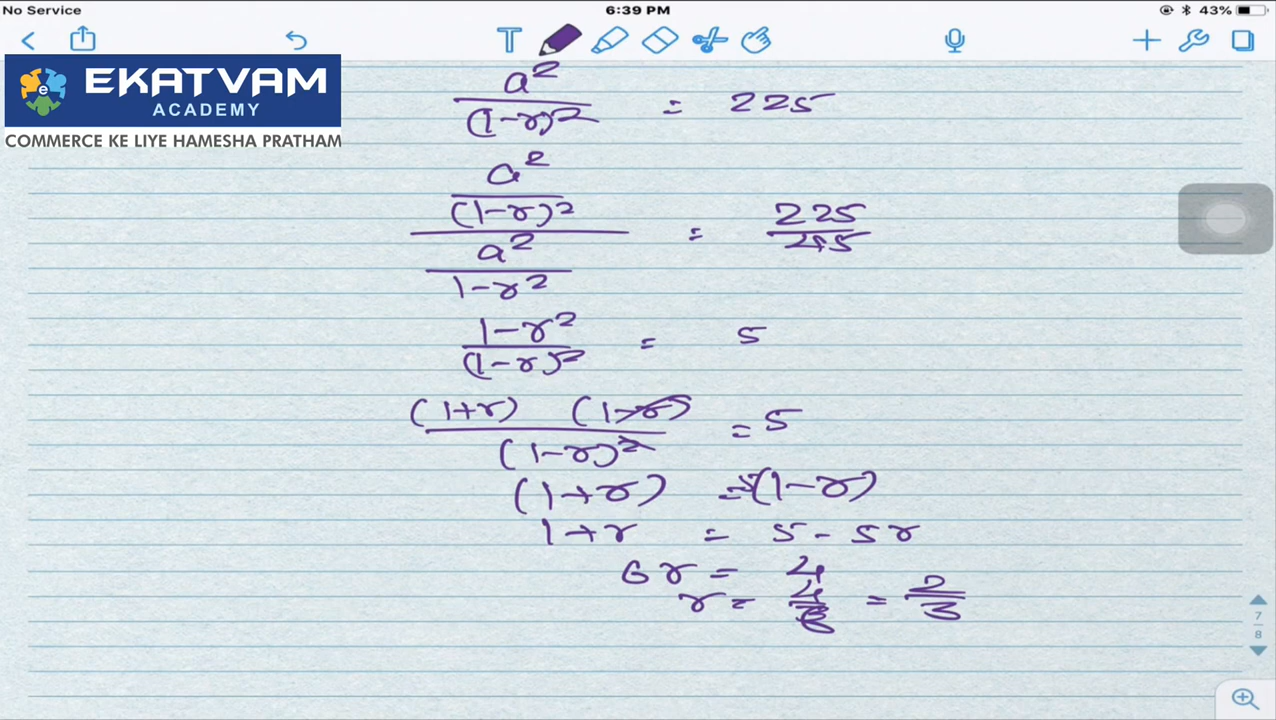 No Service 6:39 PM 43%
T
EKATVAM
ACADEMY
COMMERCE KE LIYE HAMESHA PRATHAM
a²/(1-r)² = 225
(a²/(1-r)²)/(a²/(1-r²)) = 225/45
(1-r²)/(1-r)² = 5
(1+r) (1-r)/(1-r)² = 5
(1+r) = 5(1-r)
1+r = 5 - 5r
6r = 4
r = 4/6 = 2/3
7/8